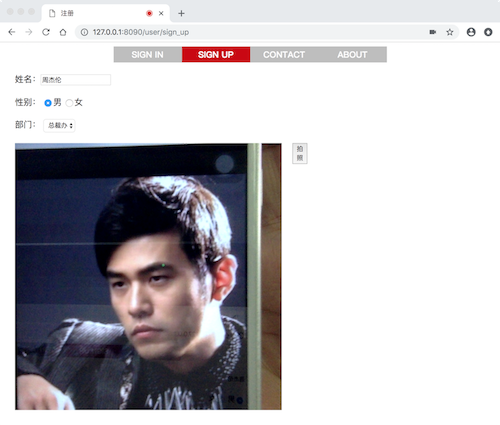 注册
127.0.0.1:8090/user/sign_up
SIGN IN SIGN UP CONTACT ABOUT
姓名: 周杰伦
性别: 男 女
部门: 总裁办
拍
照